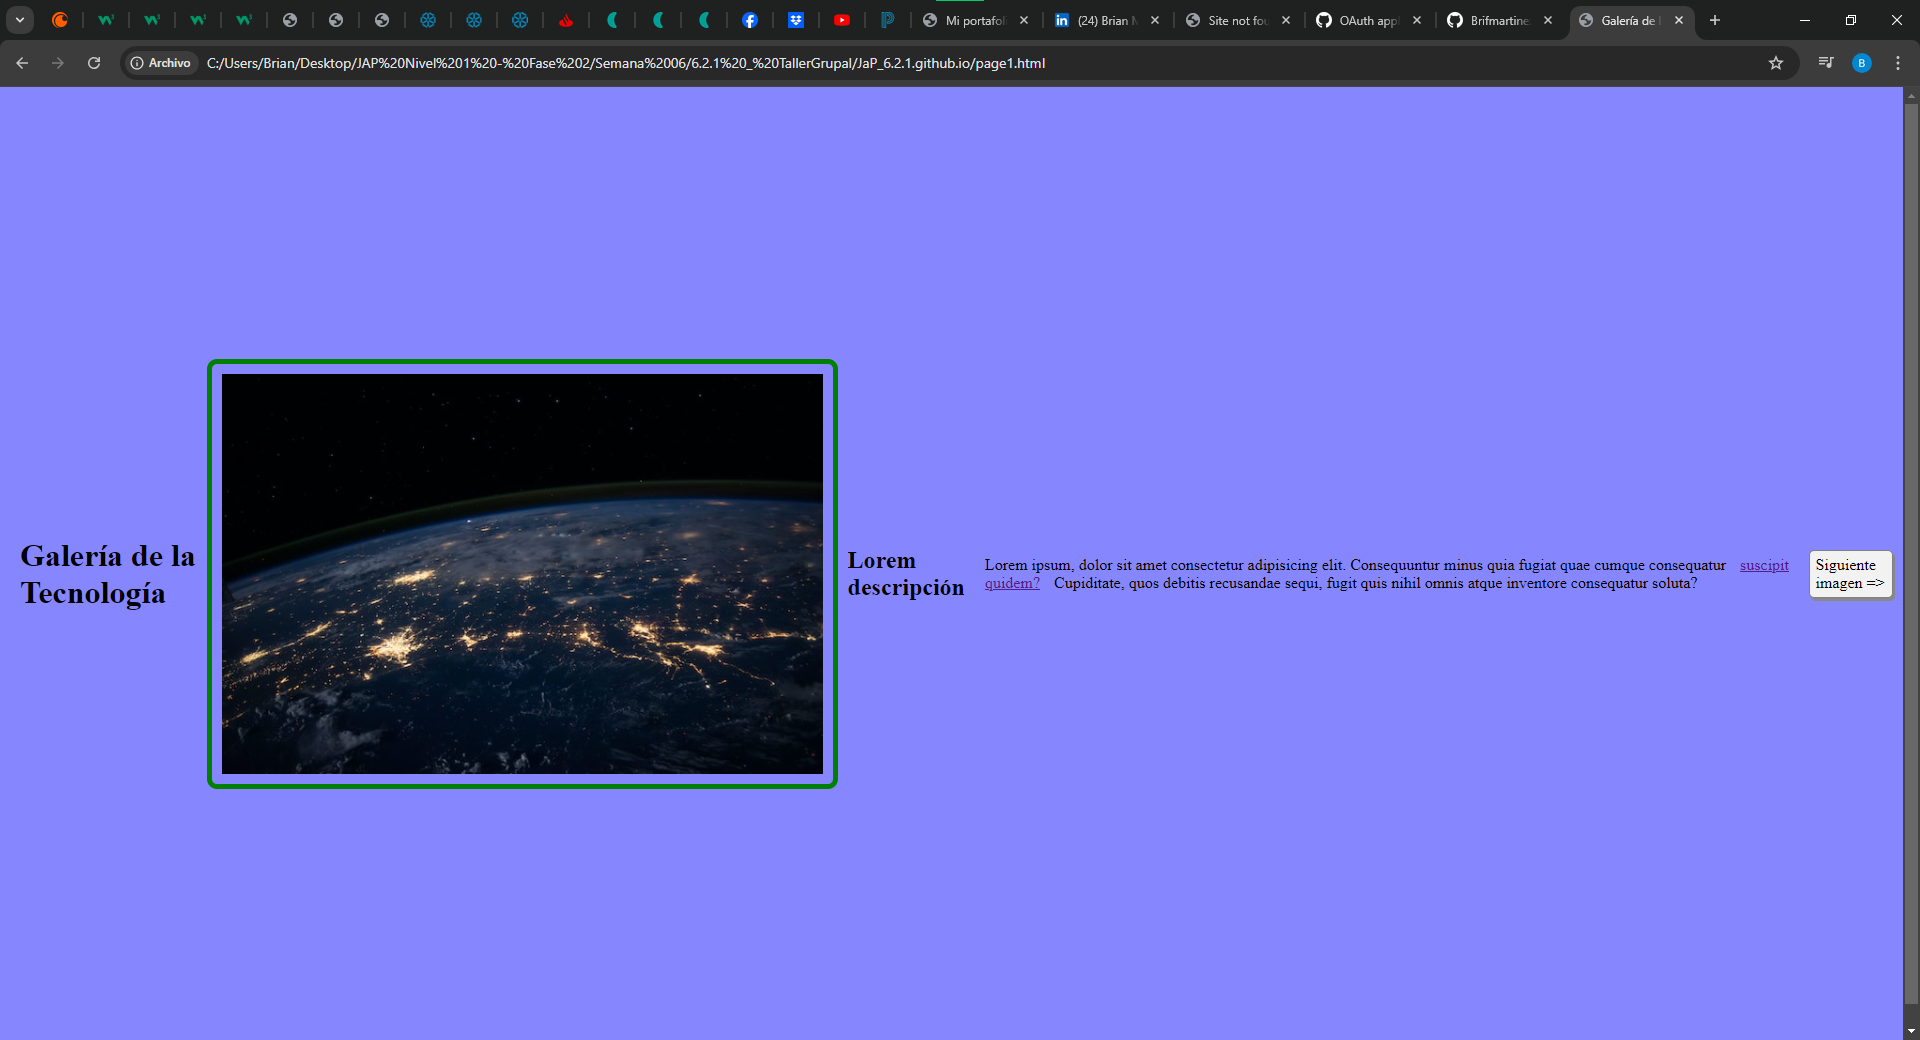 Mi portafol
(24) Brian M
Site not fou
OAuth appl
Brifmartine
Galería de l
Archivo
C:/Users/Brian/Desktop/JAP%20Nivel%201%20-%20Fase%202/Semana%2006/6.2.1%20_%20TallerGrupal/JaP_6.2.1.github.io/page1.html
B
Galería de la
Tecnología
Lorem
descripción
Lorem ipsum, dolor sit amet consectetur adipisicing elit. Consequuntur minus quia fugiat quae cumque consequatur suscipit
quidem? Cupiditate, quos debitis recusandae sequi, fugit quis nihil omnis atque inventore consequatur soluta?
Siguiente
imagen =>